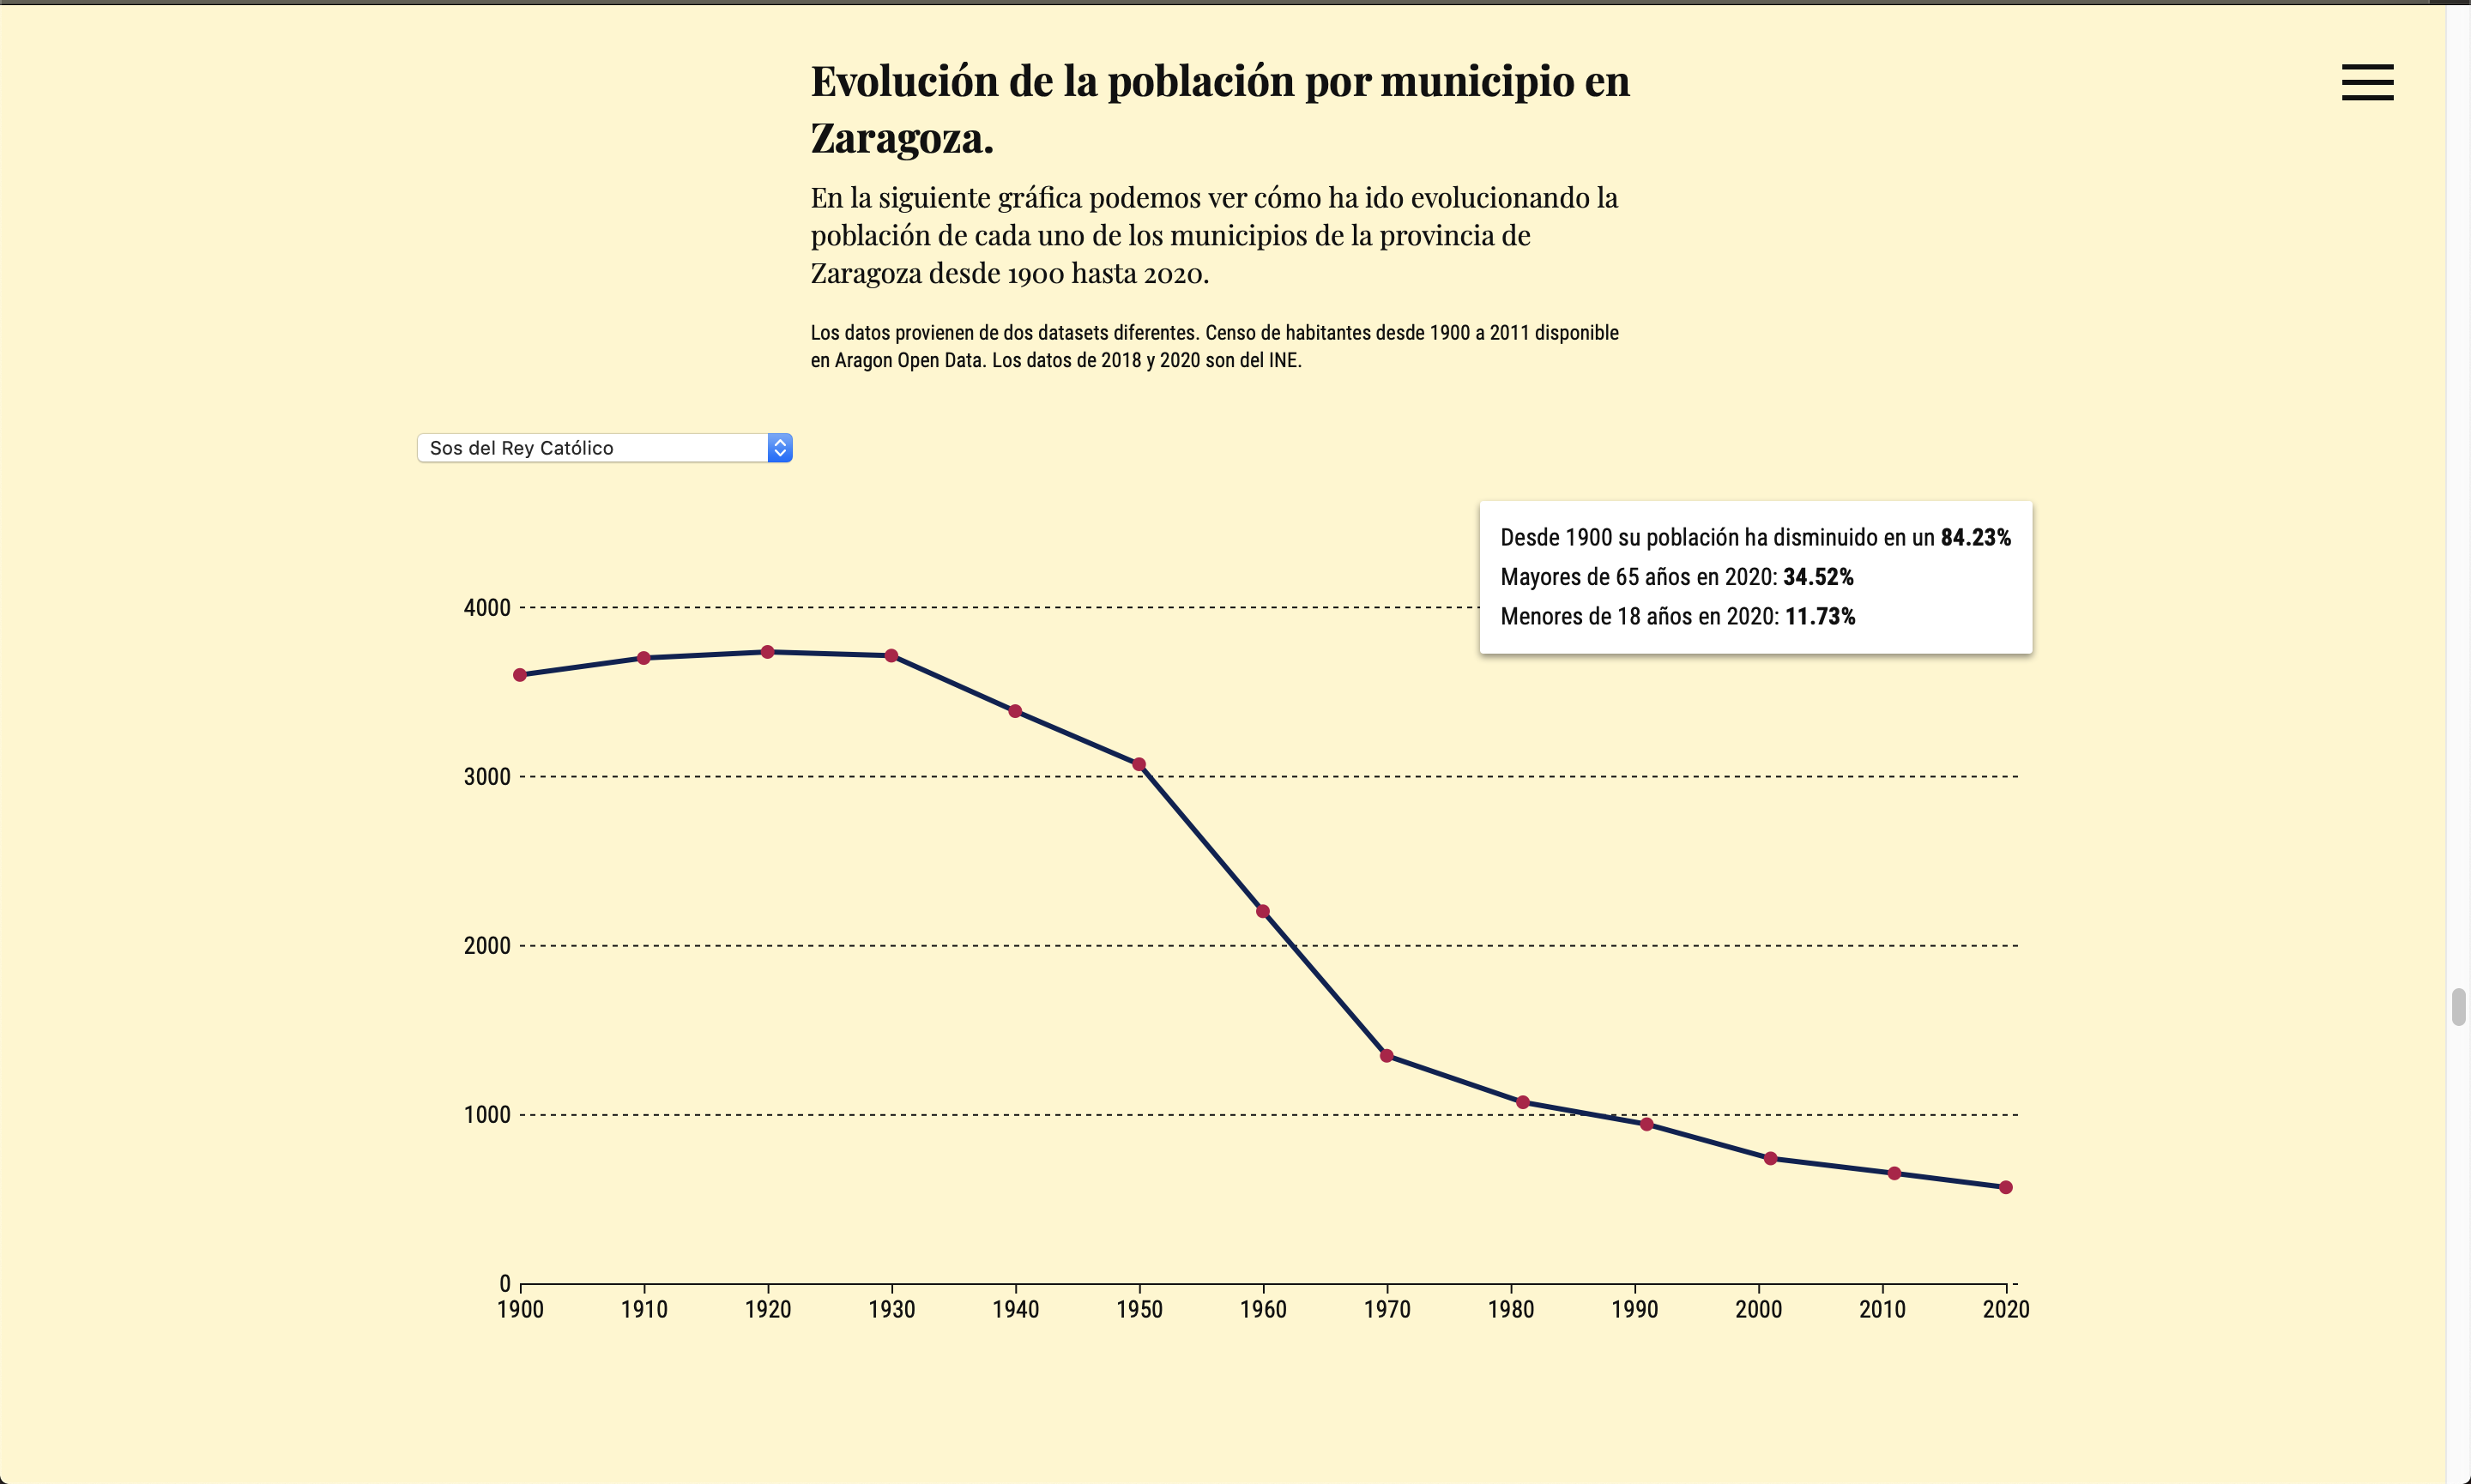 Evolución de la población por municipio en
Zaragoza.
En la siguiente gráfica podemos ver cómo ha ido evolucionando la
población de cada uno de los municipios de la provincia de
Zaragoza desde 1900 hasta 2020.
Los datos provienen de dos datasets diferentes. Censo de habitantes desde 1900 a 2011 disponible
en Aragon Open Data. Los datos de 2018 y 2020 son del INE.
Sos del Rey Católico
Desde 1900 su población ha disminuido en un 84.23%
Mayores de 65 años en 2020: 34.52%
Menores de 18 años en 2020: 11.73%
4000
3000
2000
1000
0
1900 1910 1920 1930 1940 1950 1960 1970 1980 1990 2000 2010 2020